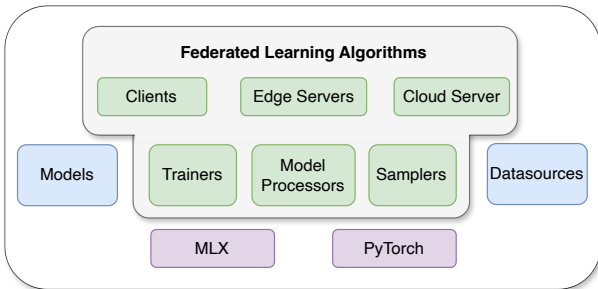 Federated Learning Algorithms
Clients
Edge Servers
Cloud Server
Models
Trainers
Model
Processors
Samplers
Datasources
MLX
PyTorch